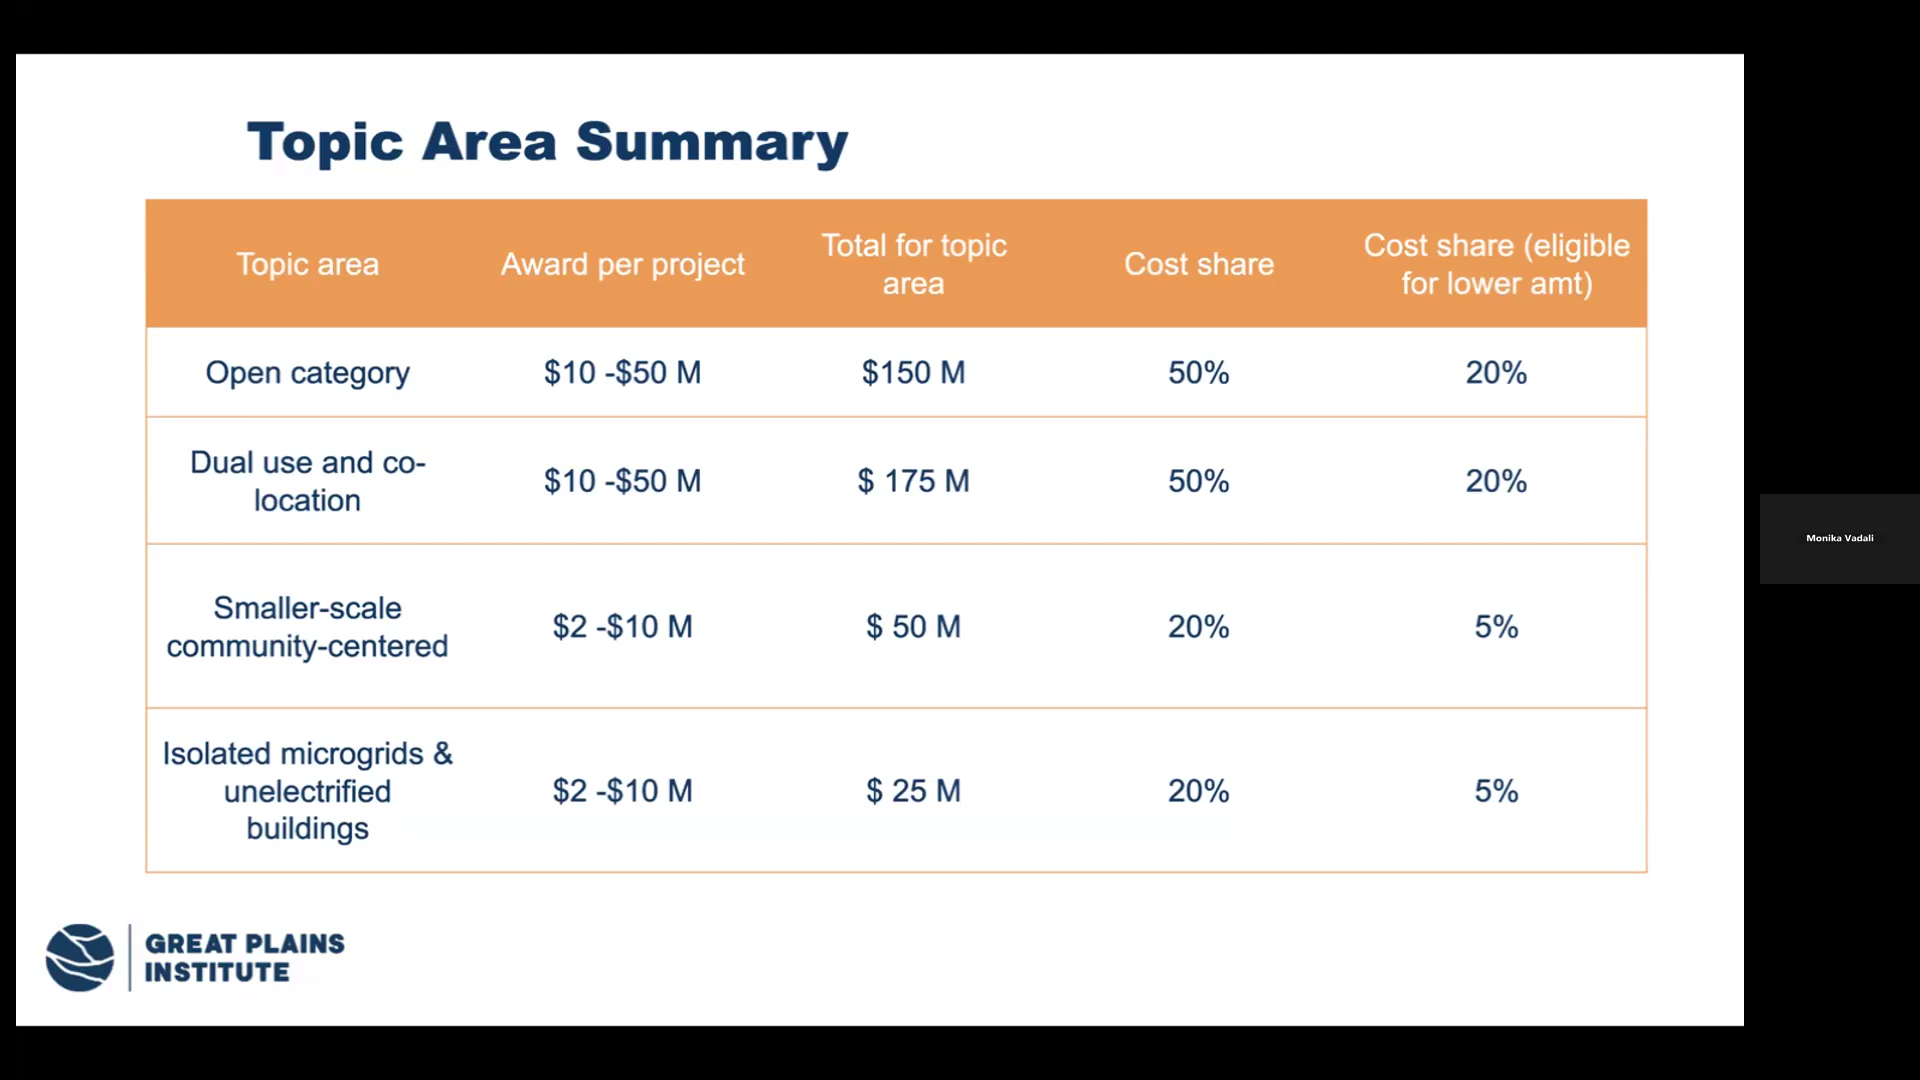 Topic Area Summary
Topic area
Award per project
Total for topic
area
Cost share
Cost share (eligible
for lower amt)
Open category
$10 -$50 M
$150 M
50%
20%
Dual use and co-
location
$10 -$50 M
$ 175 M
50%
20%
Smaller-scale
community-centered
$2 -$10 M
$ 50 M
20%
5%
Isolated microgrids &
unelectrified
buildings
$2 -$10 M
$ 25 M
20%
5%
GREAT PLAINS
INSTITUTE
Monika Vadali